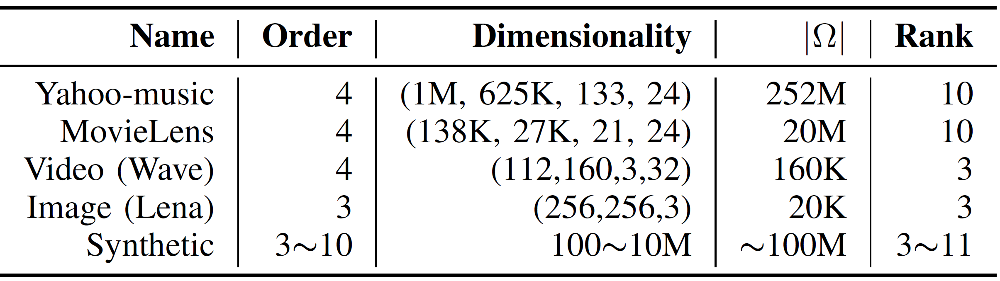 Name Order Dimensionality |Ω| Rank
Yahoo-music 4 (1M, 625K, 133, 24) 252M 10
MovieLens 4 (138K, 27K, 21, 24) 20M 10
Video (Wave) 4 (112,160,3,32) 160K 3
Image (Lena) 3 (256,256,3) 20K 3
Synthetic 3∼10 100∼10M ∼100M 3∼11